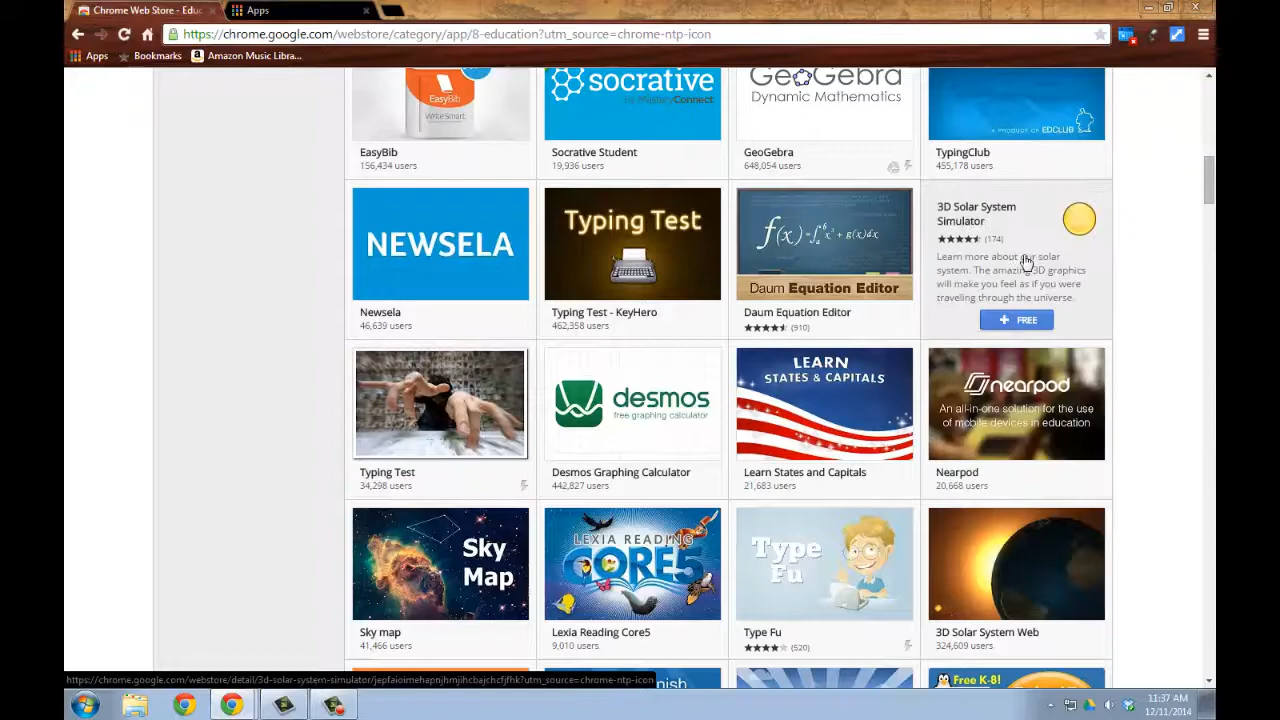 Chrome Web Store - Educ
Apps
https://chrome.google.com/webstore/category/app/8-education?utm_source=chrome-ntp-icon
Apps
Bookmarks
Amazon Music Libra...
EasyBib
Write Smart
socrative
by MasteryConnect
GeoGebra
Dynamic Mathematics
A PRODUCT OF EDCLUB
EasyBib
156,434 users
Socrative Student
19,936 users
GeoGebra
648,054 users
TypingClub
455,178 users
NEWSELA
Typing Test
Daum Equation Editor
3D Solar System
Simulator
(174)
Learn more about our solar
system. The amazing 3D graphics
will make you feel as if you were
traveling through the universe.
+ FREE
Newsela
46,639 users
Typing Test - KeyHero
462,358 users
Daum Equation Editor
(910)
desmos
free graphing calculator
LEARN
STATES & CAPITALS
nearpod
An all-in-one solution for the use
of mobile devices in education
Typing Test
34,298 users
Desmos Graphing Calculator
442,827 users
Learn States and Capitals
21,683 users
Nearpod
20,668 users
Sky
Map
LEXIA READING
CORE5
Type
Fu
Sky map
41,466 users
Lexia Reading Core5
9,010 users
Type Fu
(520)
3D Solar System Web
324,609 users
Free K-8!
https://chrome.google.com/webstore/detail/3d-solar-system-simulator/jepfaioimehapnjhmjihcbajchcfjfhk?utm_source=chrome-ntp-icon
11:37 AM
12/11/2014